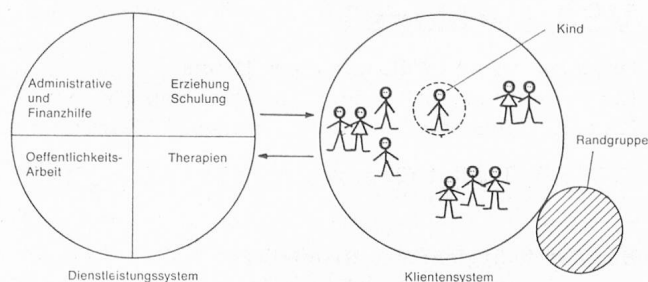 Administrative
und
Finanzhilfe
Erziehung
Schulung
Oeffentlichkeits-
Arbeit
Therapien
Dienstleistungssystem
Kind
Randgruppe
Klientensystem